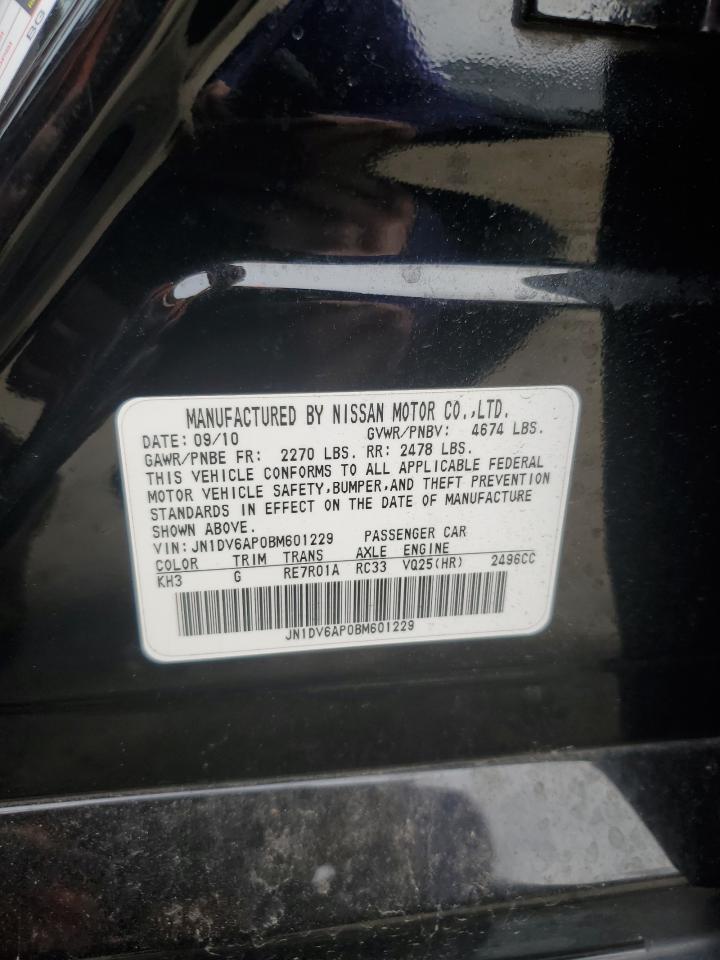 BG
MANUFACTURED BY NISSAN MOTOR CO.,LTD.
DATE: 09/10 GVWR/PNBV: 4674 LBS.
GAWR/PNBE FR: 2270 LBS. RR: 2478 LBS.
THIS VEHICLE CONFORMS TO ALL APPLICABLE FEDERAL
MOTOR VEHICLE SAFETY,BUMPER,AND THEFT PREVENTION
STANDARDS IN EFFECT ON THE DATE OF MANUFACTURE
SHOWN ABOVE.
VIN: JN1DV6AP0BM601229 PASSENGER CAR
COLOR TRIM TRANS AXLE ENGINE
KH3 G RE7R01A RC33 VQ25(HR) 2496CC
JN1DV6AP0BM601229